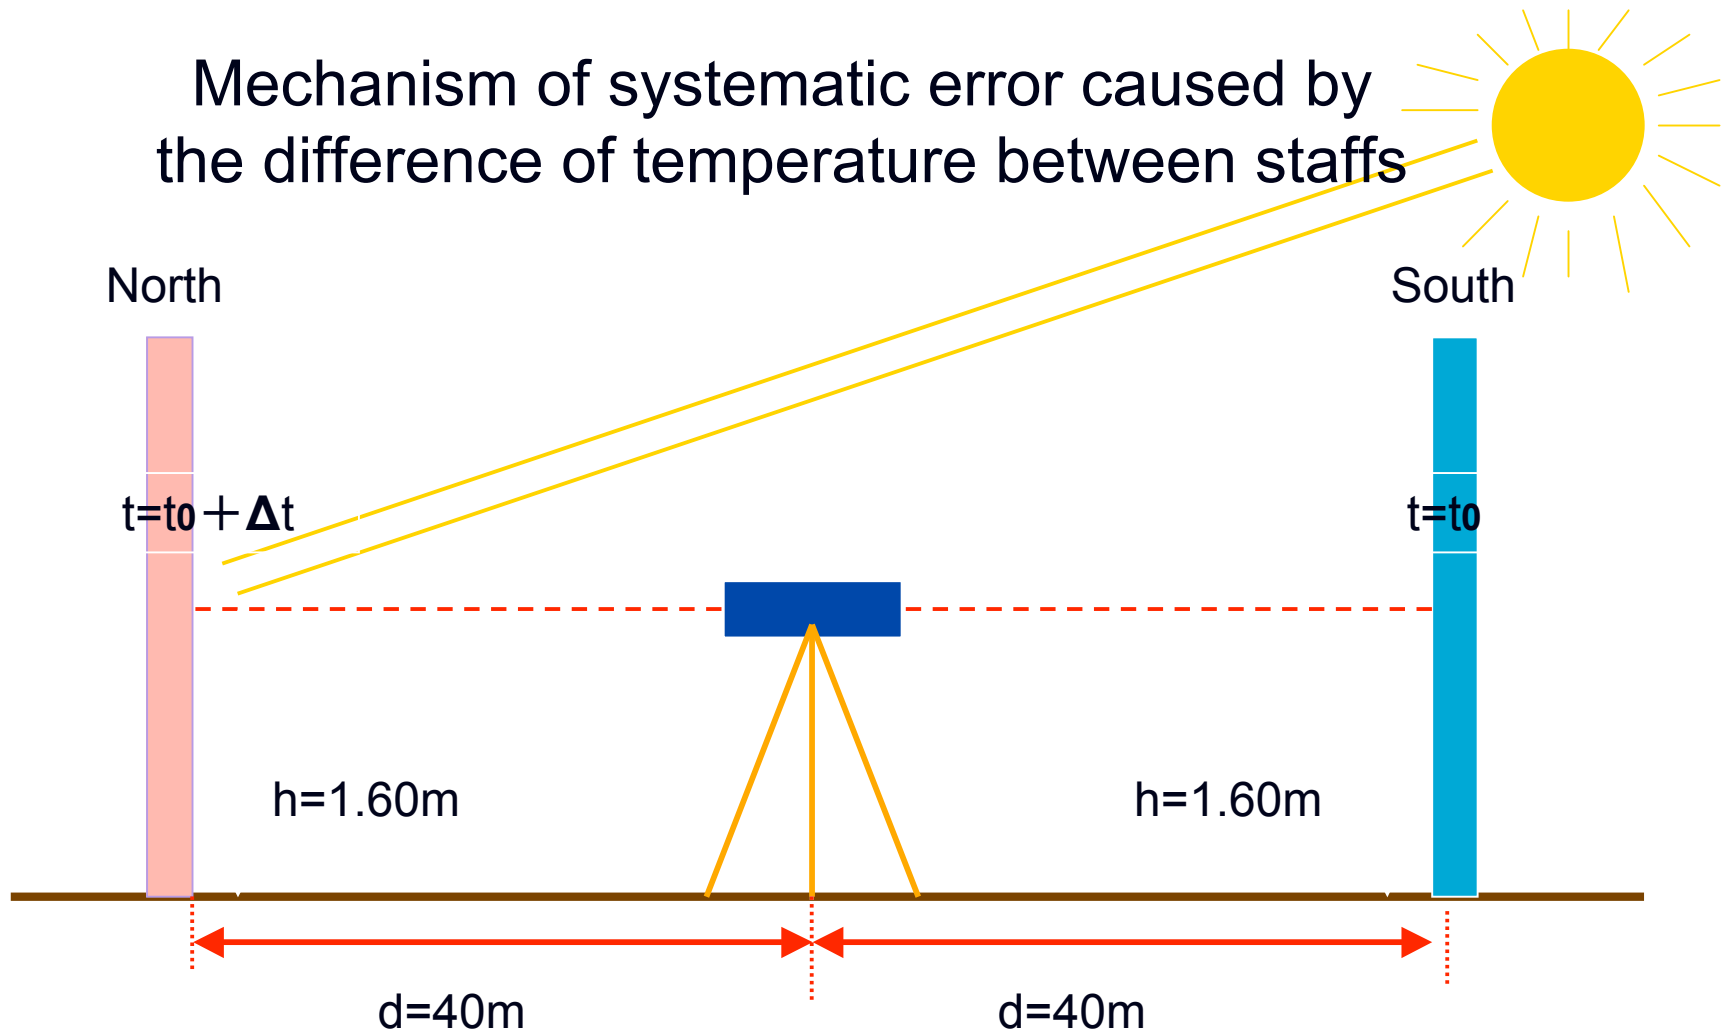 Mechanism of systematic error caused by
the difference of temperature between staffs
North
South
t=t0+Δt
t=t0
h=1.60m
h=1.60m
d=40m
d=40m